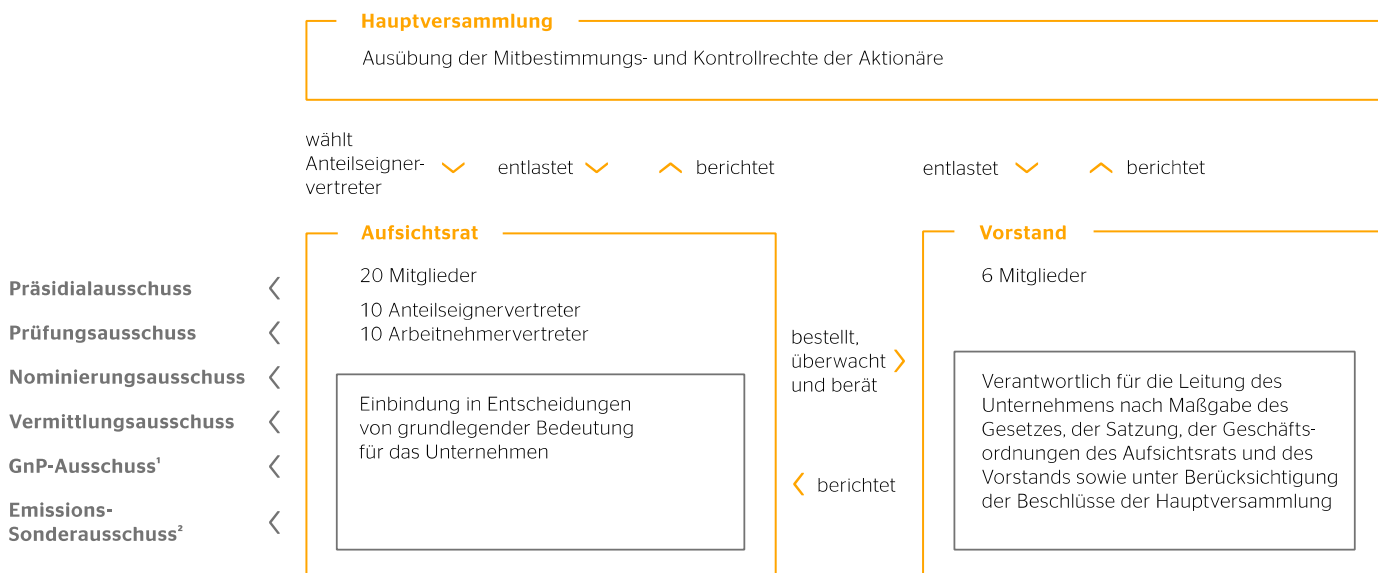 Hauptversammlung
Ausübung der Mitbestimmungs- und Kontrollrechte der Aktionäre
wählt
Anteilseigner-
vertreter
entlastet
berichtet
entlastet
berichtet
Aufsichtsrat
20 Mitglieder
10 Anteilseignervertreter
10 Arbeitnehmervertreter
Einbindung in Entscheidungen
von grundlegender Bedeutung
für das Unternehmen
Präsidialausschuss
Prüfungsausschuss
Nominierungsausschuss
Vermittlungsausschuss
GnP-Ausschuss¹
Emissions-
Sonderausschuss²
bestellt,
überwacht
und berät
berichtet
Vorstand
6 Mitglieder
Verantwortlich für die Leitung des
Unternehmens nach Maßgabe des
Gesetzes, der Satzung, der Geschäfts-
ordnungen des Aufsichtsrats und des
Vorstands sowie unter Berücksichtigung
der Beschlüsse der Hauptversammlung